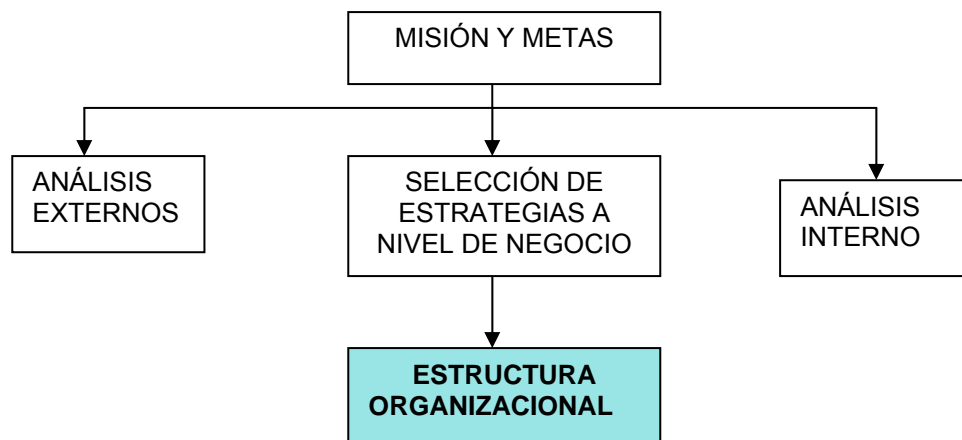 MISIÓN Y METAS
ANÁLISIS
EXTERNOS
SELECCIÓN DE
ESTRATEGIAS A
NIVEL DE NEGOCIO
ANÁLISIS
INTERNO
ESTRUCTURA
ORGANIZACIONAL